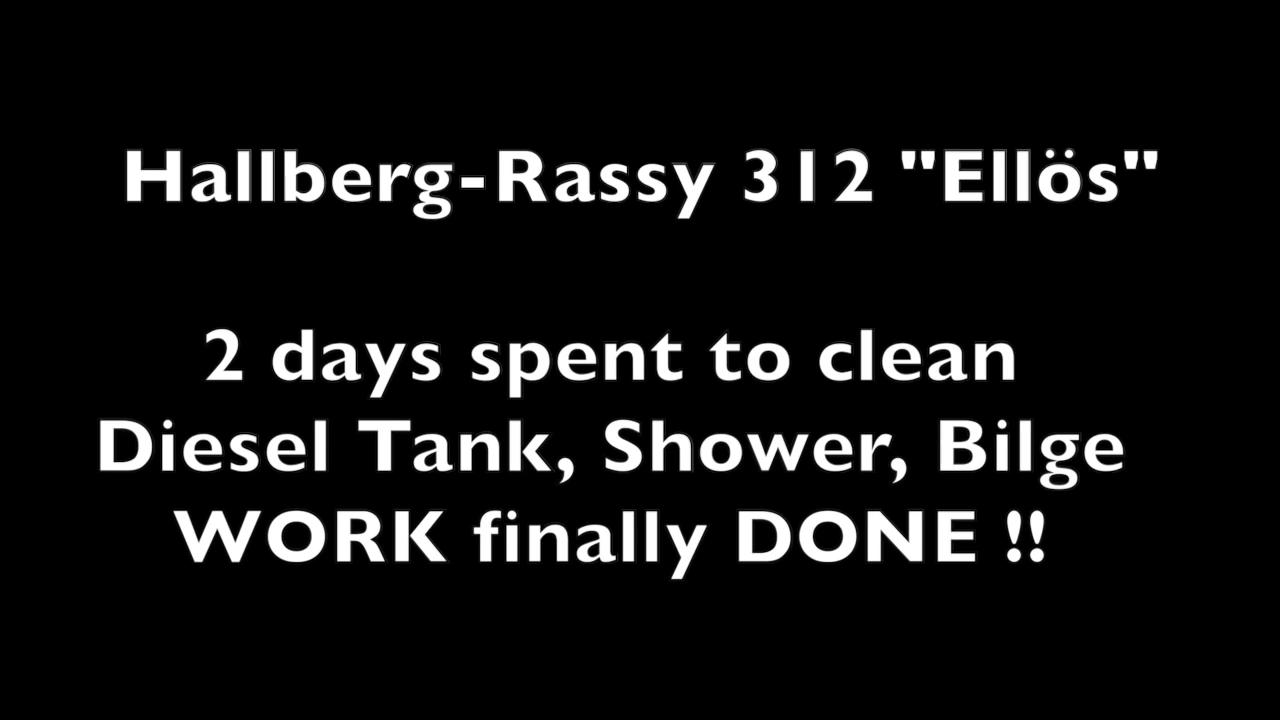 Hallberg-Rassy 312 "Ellös"
2 days spent to clean
Diesel Tank, Shower, Bilge
WORK finally DONE !!